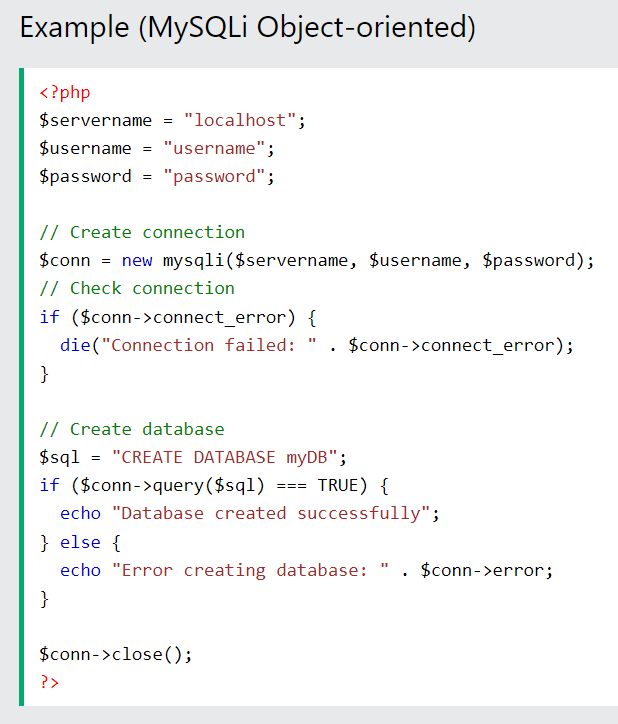 Example (MySQLi Object-oriented)
<?php
$servername = "localhost";
$username = "username";
$password = "password";

// Create connection
$conn = new mysqli($servername, $username, $password);
// Check connection
if ($conn->connect_error) {
  die("Connection failed: " . $conn->connect_error);
}

// Create database
$sql = "CREATE DATABASE myDB";
if ($conn->query($sql) === TRUE) {
  echo "Database created successfully";
} else {
  echo "Error creating database: " . $conn->error;
}

$conn->close();
?>